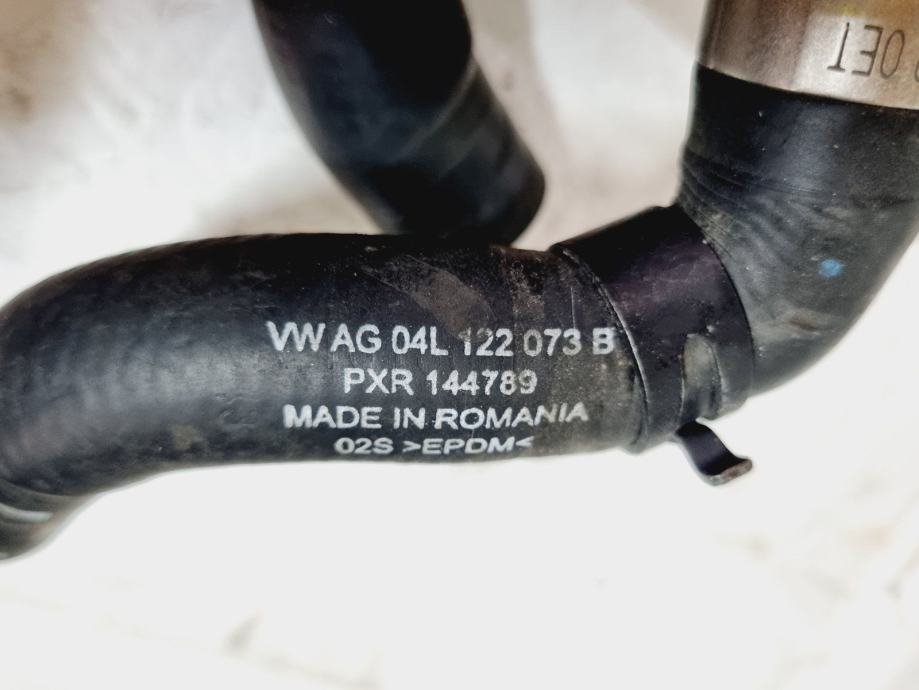 VW AG 04L 122 073 B
PXR 144789
MADE IN ROMANIA
02S >EPDM<